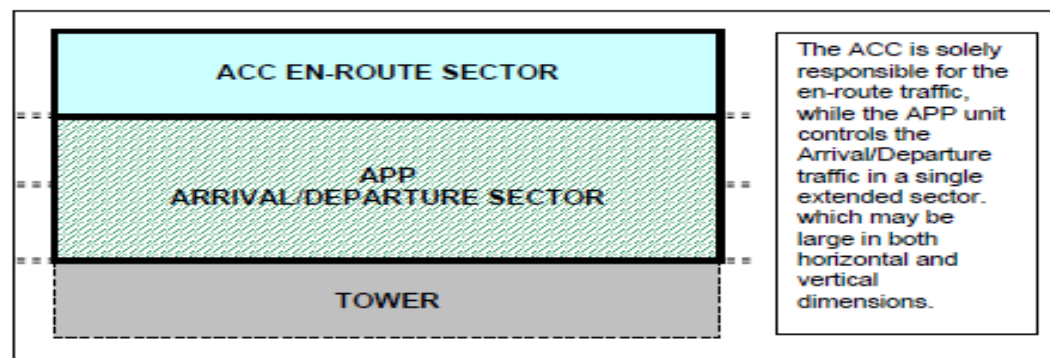 ACC EN-ROUTE SECTOR
APP
ARRIVAL/DEPARTURE SECTOR
TOWER
The ACC is solely
responsible for the
en-route traffic,
while the APP unit
controls the
Arrival/Departure
traffic in a single
extended sector.
which may be
large in both
horizontal and
vertical
dimensions.